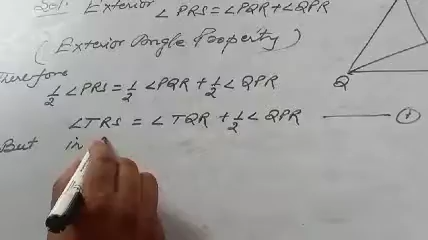 Sol: Exterior ∠PRS = ∠PQR + ∠QPR
( Exterior Angle Property )
Therefore
1/2 ∠PRS = 1/2 ∠PQR + 1/2 ∠QPR
∠TRS = ∠TQR + 1/2 ∠QPR
But in
Q